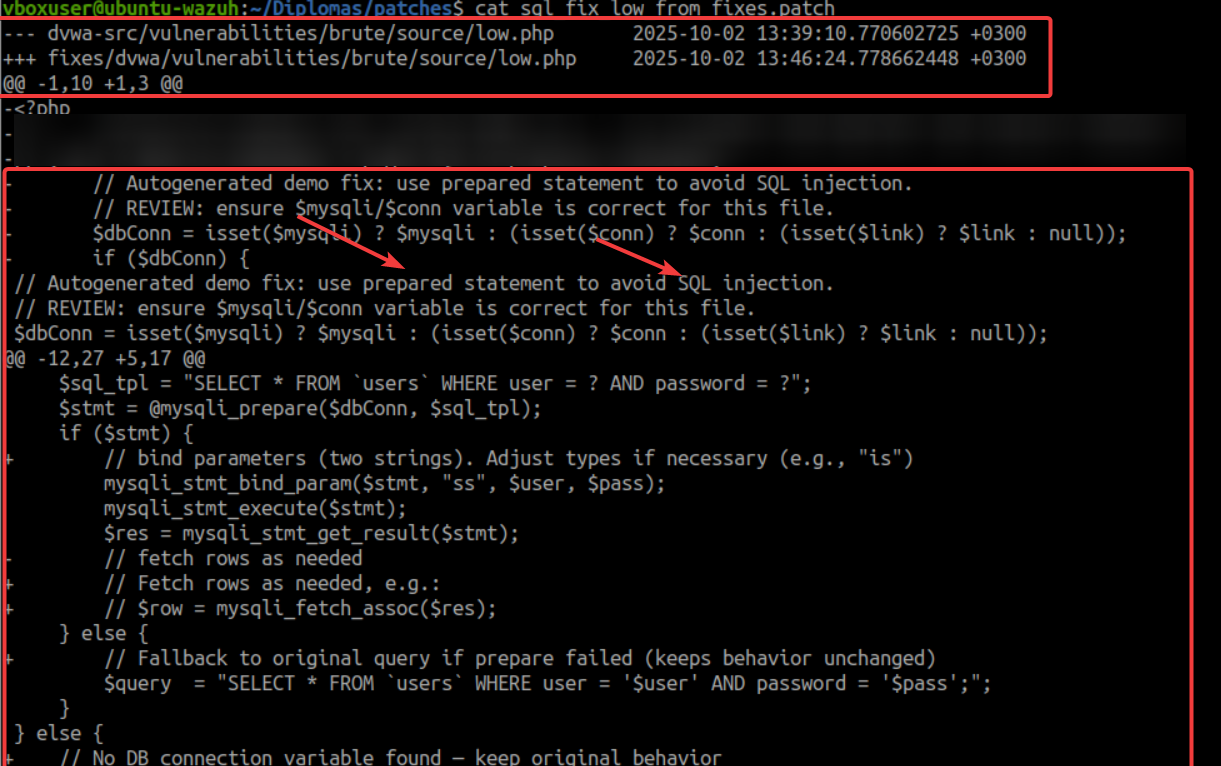 vboxuser@ubuntu-wazuh:~/Diplomas/patches$ cat sql_fix_low_from_fixes.patch
--- dvwa-src/vulnerabilities/brute/source/low.php       2025-10-02 13:39:10.770602725 +0300
+++ fixes/dvwa/vulnerabilities/brute/source/low.php     2025-10-02 13:46:24.778662448 +0300
@@ -1,10 +1,3 @@
-<?php
-
-
-       // Autogenerated demo fix: use prepared statement to avoid SQL injection.
-       // REVIEW: ensure $mysqli/$conn variable is correct for this file.
-       $dbConn = isset($mysqli) ? $mysqli : (isset($conn) ? $conn : (isset($link) ? $link : null));
-       if ($dbConn) {
 // Autogenerated demo fix: use prepared statement to avoid SQL injection.
 // REVIEW: ensure $mysqli/$conn variable is correct for this file.
 $dbConn = isset($mysqli) ? $mysqli : (isset($conn) ? $conn : (isset($link) ? $link : null));
@@ -12,27 +5,17 @@
     $sql_tpl = "SELECT * FROM `users` WHERE user = ? AND password = ?";
     $stmt = @mysqli_prepare($dbConn, $sql_tpl);
     if ($stmt) {
+        // bind parameters (two strings). Adjust types if necessary (e.g., "is")
         mysqli_stmt_bind_param($stmt, "ss", $user, $pass);
         mysqli_stmt_execute($stmt);
         $res = mysqli_stmt_get_result($stmt);
-        // fetch rows as needed
+        // Fetch rows as needed, e.g.:
+        // $row = mysqli_fetch_assoc($res);
     } else {
+        // Fallback to original query if prepare failed (keeps behavior unchanged)
         $query  = "SELECT * FROM `users` WHERE user = '$user' AND password = '$pass';";
     }
 } else {
+    // No DB connection variable found — keep original behavior